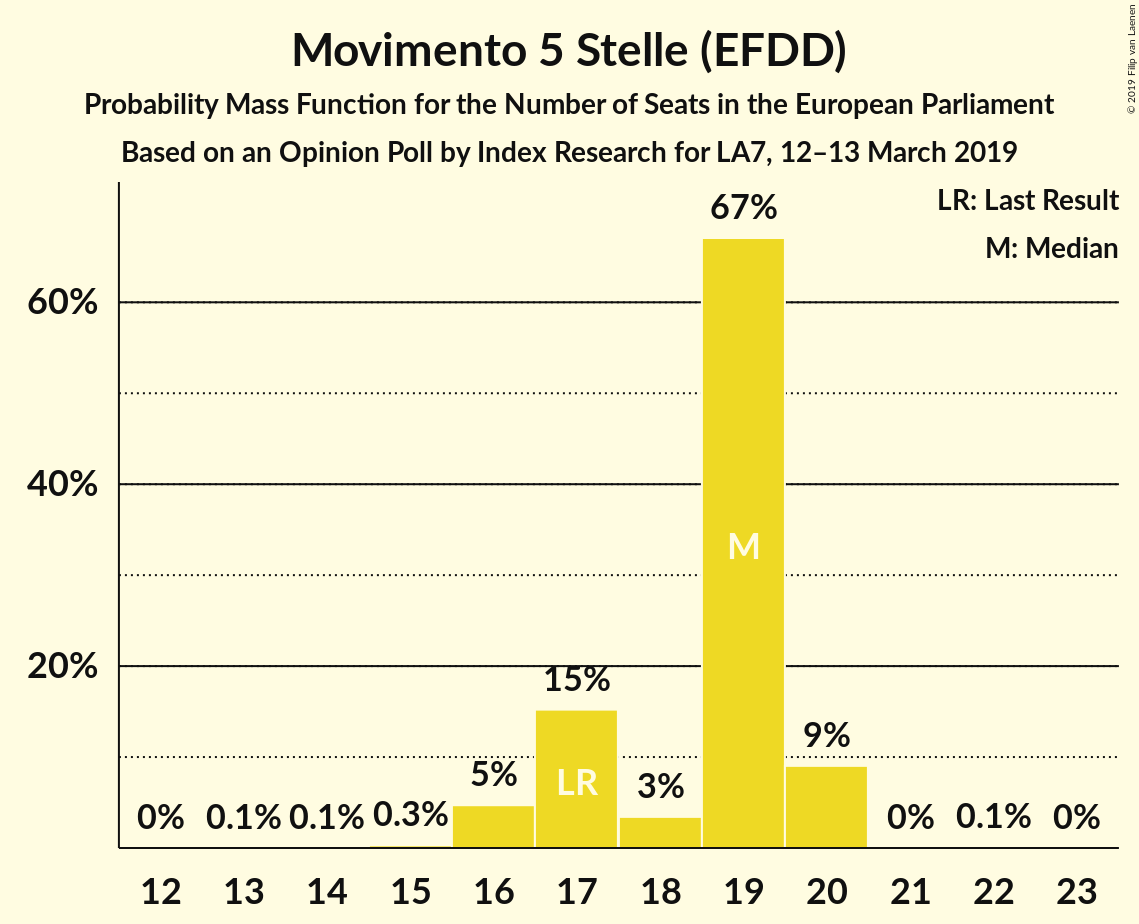 Movimento 5 Stelle (EFDD)
Probability Mass Function for the Number of Seats in the European Parliament
Based on an Opinion Poll by Index Research for LA7, 12–13 March 2019
© 2019 Filip van Laenen
LR: Last Result
M: Median
67%
60%
40%
M
20%
15%
9%
5%
LR
3%
0% 0.1% 0.1% 0.3% 0% 0.1% 0%
12 13 14 15 16 17 18 19 20 21 22 23